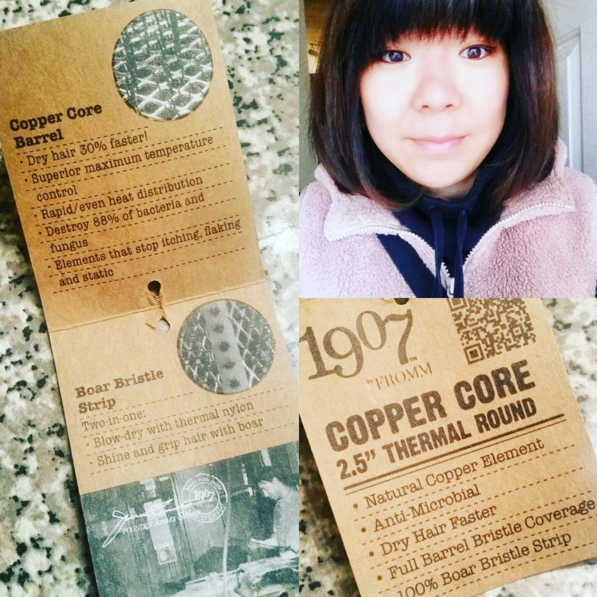 Copper Core
Barrel
• Dry hair 30% faster!
• Superior maximum temperature
control
• Rapid/even heat distribution
• Destroy 88% of bacteria and
fungus
• Elements that stop itching, flaking
and static
Boar Bristle
Strip
Two-in-one:
• Blow-dry with thermal nylon
• Shine and grip hair with boar
1907
1907
by FROMM
COPPER CORE
2.5" THERMAL ROUND
• Natural Copper Element
• Anti-Microbial
• Dry Hair Faster
• Full Barrel Bristle Coverage
100% Boar Bristle Strip